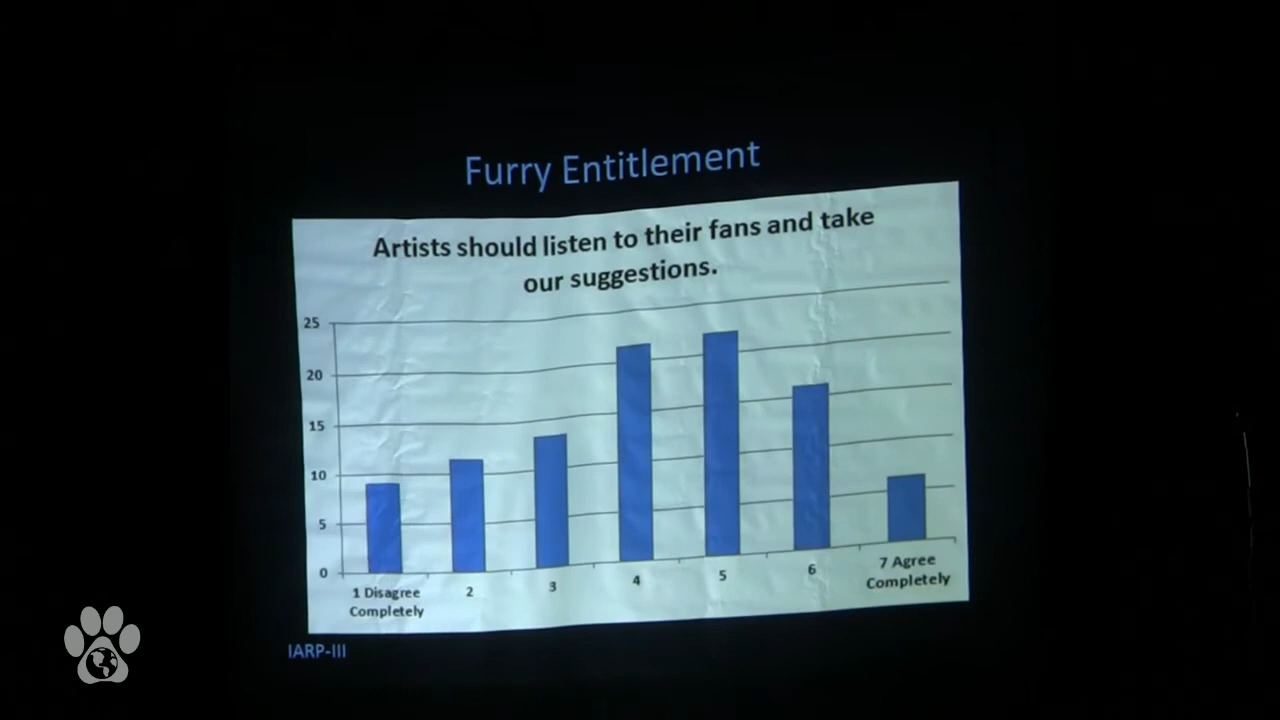 Furry Entitlement
Artists should listen to their fans and take
our suggestions.
25
20
15
10
5
0
1 Disagree
Completely
2
3
4
5
6
7 Agree
Completely
IARP-III